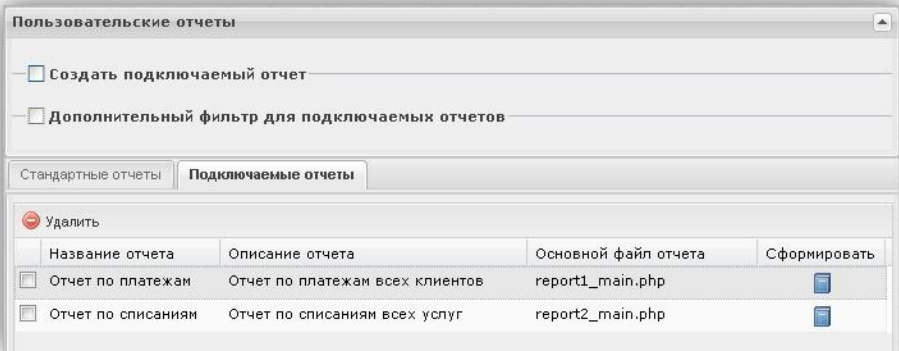 Пользовательские отчеты
Создать подключаемый отчет
Дополнительный фильтр для подключаемых отчетов
Стандартные отчеты Подключаемые отчеты
Удалить
Название отчета Описание отчета Основной файл отчета Сформировать
Отчет по платежам Отчет по платежам всех клиентов report1_main.php
Отчет по списаниям Отчет по списаниям всех услуг report2_main.php